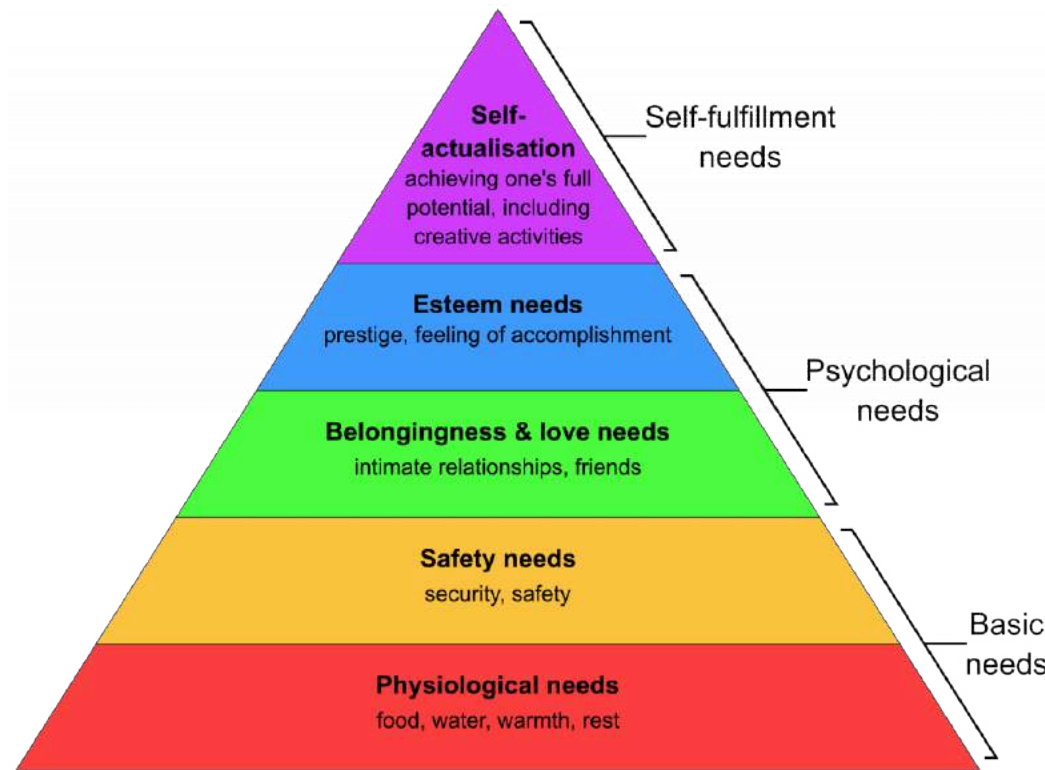 Self-
actualisation
achieving one's full
potential, including
creative activities
Self-fulfillment
needs
Esteem needs
prestige, feeling of accomplishment
Psychological
needs
Belongingness & love needs
intimate relationships, friends
Safety needs
security, safety
Basic
needs
Physiological needs
food, water, warmth, rest